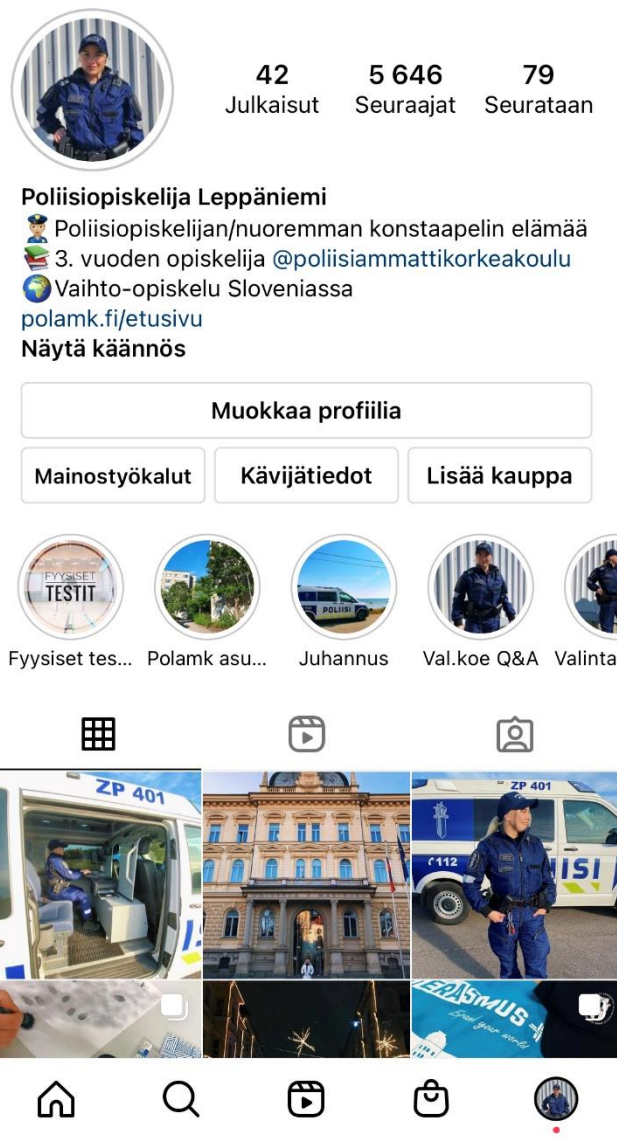 42 5 646 79
Julkaisut Seuraajat Seurataan
Poliisiopiskelija Leppäniemi
Poliisiopiskelijan/nuoremman konstaapelin elämää
3. vuoden opiskelija @poliisiammattikorkeakoulu
Vaihto-opiskelu Sloveniassa
polamk.fi/etusivu
Näytä käännös
Muokkaa profiilia
Mainostyökalut Kävijätiedot Lisää kauppa
FYYSISET
TESTIT
POLIISI
Fyysiset tes... Polamk asu... Juhannus Val.koe Q&A Valinta
ZP 401
ZP 401
112
IISI
ERASMUS +